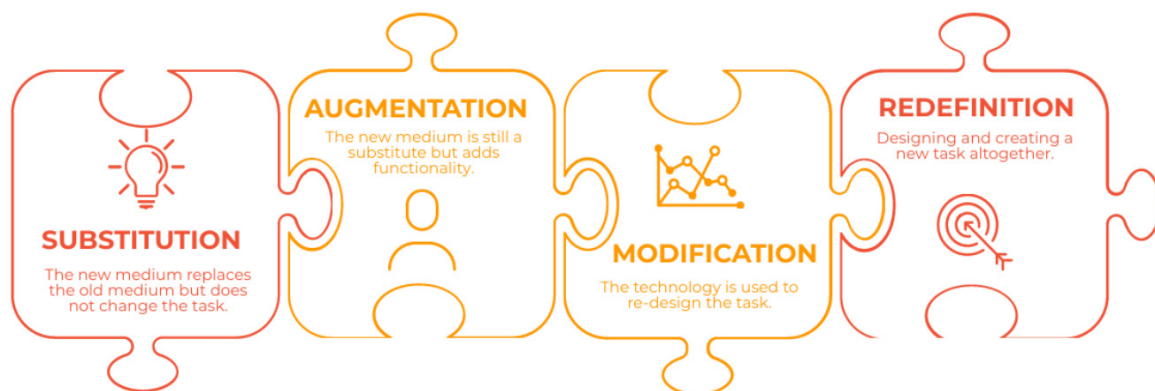 SUBSTITUTION
The new medium replaces
the old medium but does
not change the task.
AUGMENTATION
The new medium is still a
substitute but adds
functionality.
MODIFICATION
The technology is used to
re-design the task.
REDEFINITION
Designing and creating a
new task altogether.